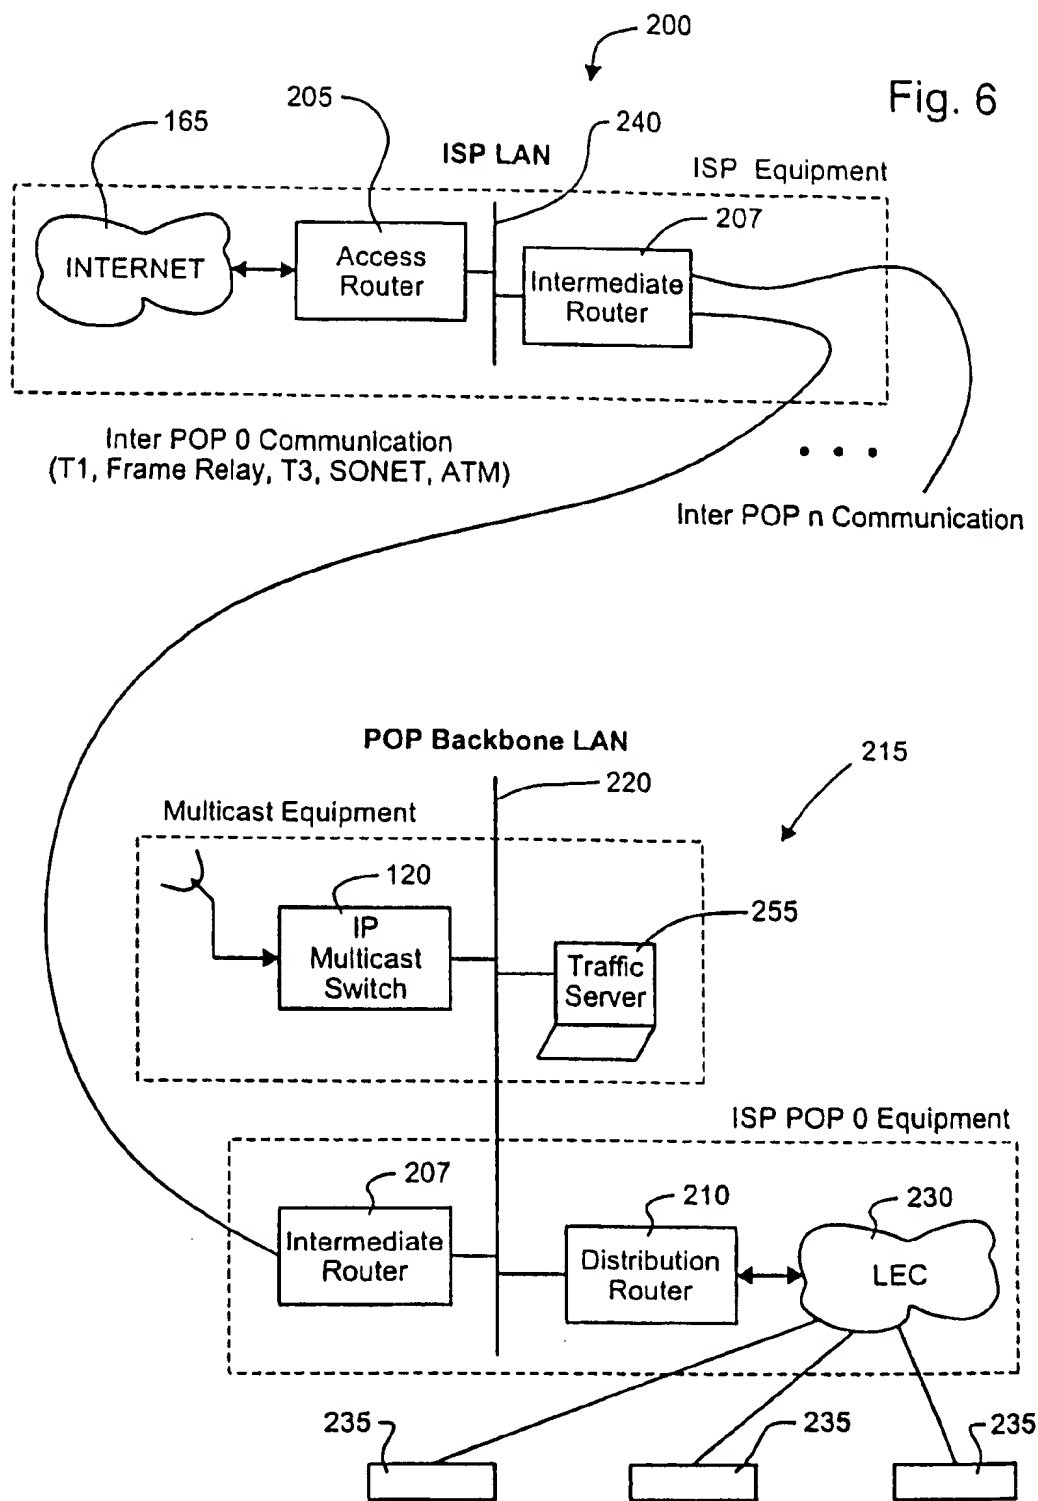 200
Fig. 6
205
165
240
ISP LAN
ISP Equipment
207
INTERNET
Access
Router
Intermediate
Router
Inter POP 0 Communication
(T1, Frame Relay, T3, SONET, ATM)
Inter POP n Communication
POP Backbone LAN
215
220
Multicast Equipment
120
255
IP
Multicast
Switch
Traffic
Server
ISP POP 0 Equipment
207
210
230
Intermediate
Router
Distribution
Router
LEC
235
235
235